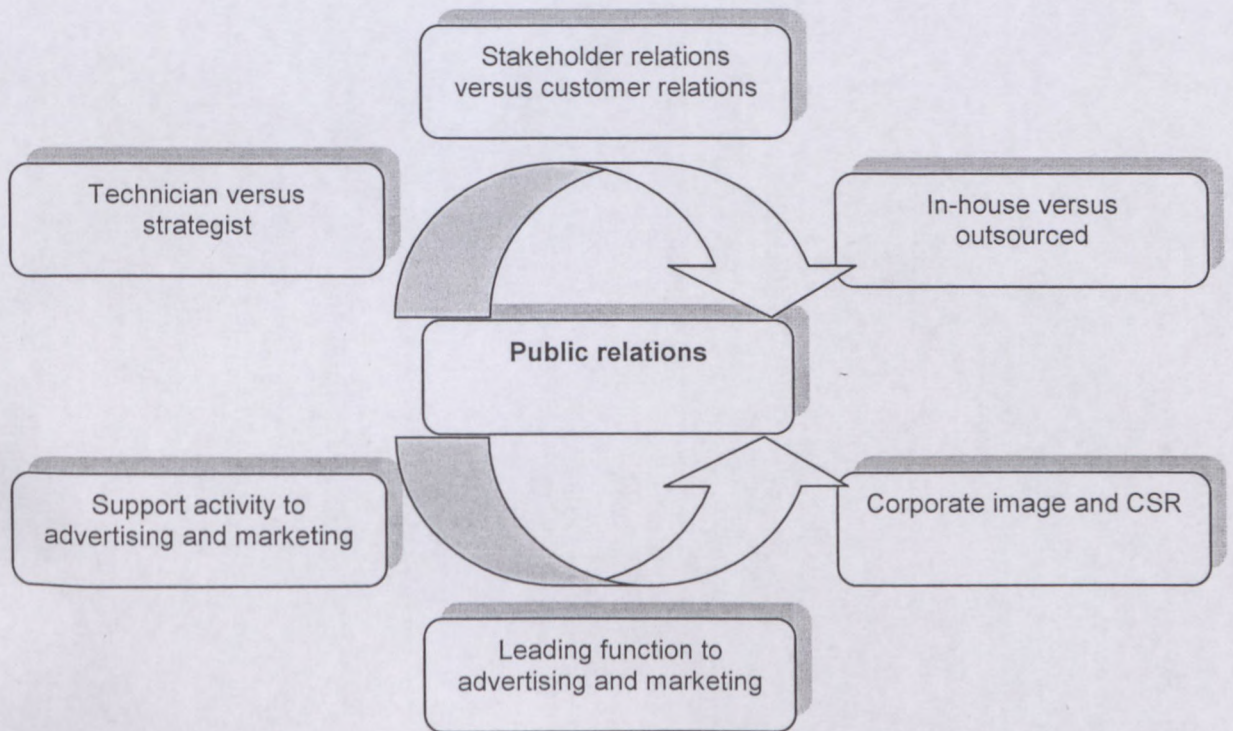 Stakeholder relations
versus customer relations
Technician versus
strategist
In-house versus
outsourced
Public relations
Support activity to
advertising and marketing
Corporate image and CSR
Leading function to
advertising and marketing